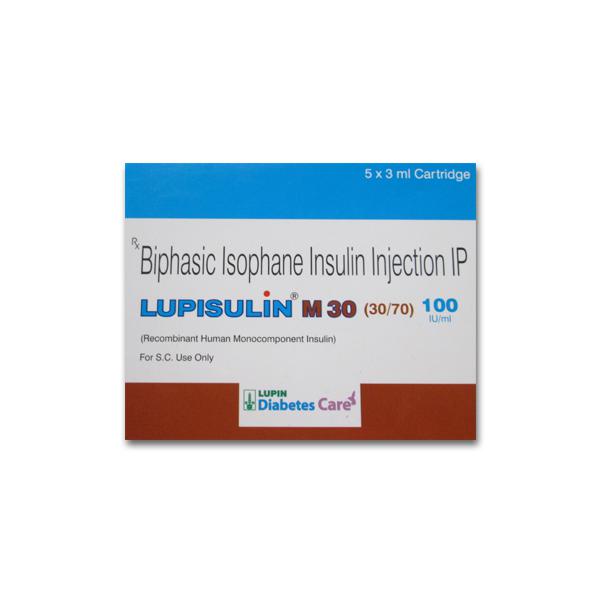 5 x 3 ml Cartridge
Rx Biphasic Isophane Insulin Injection IP
LUPISULIN® M 30 (30/70) 100 IU/ml
(Recombinant Human Monocomponent Insulin)
For S.C. Use Only
LUPIN
Diabetes Care